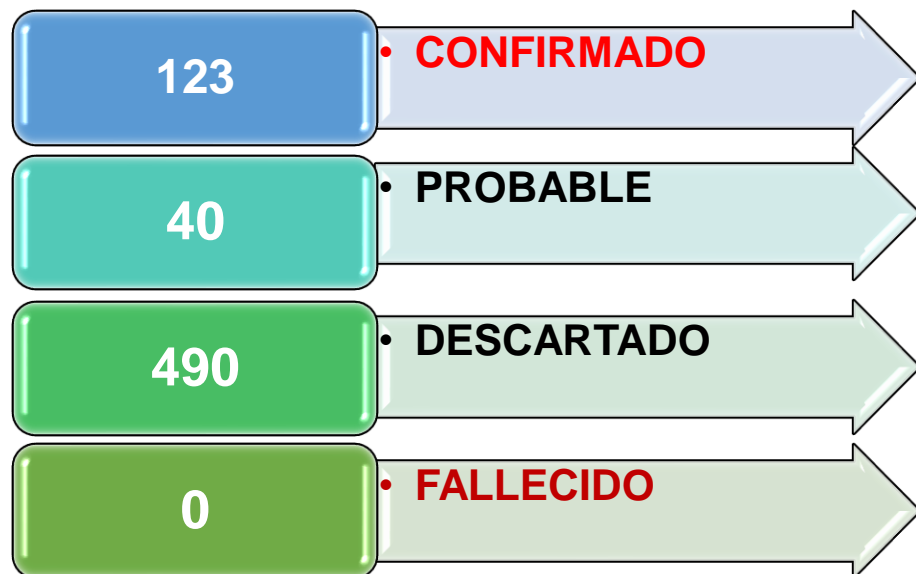 123
• CONFIRMADO
40
• PROBABLE
490
• DESCARTADO
0
• FALLECIDO